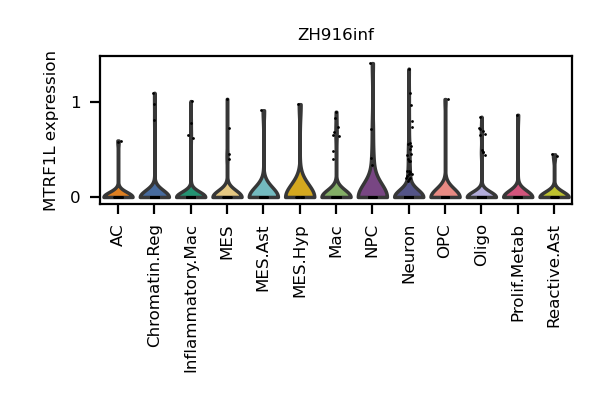 ZH916inf
MTRF1L expression
1
0
AC
Chromatin.Reg
Inflammatory.Mac
MES
MES.Ast
MES.Hyp
Mac
NPC
Neuron
OPC
Oligo
Prolif.Metab
Reactive.Ast